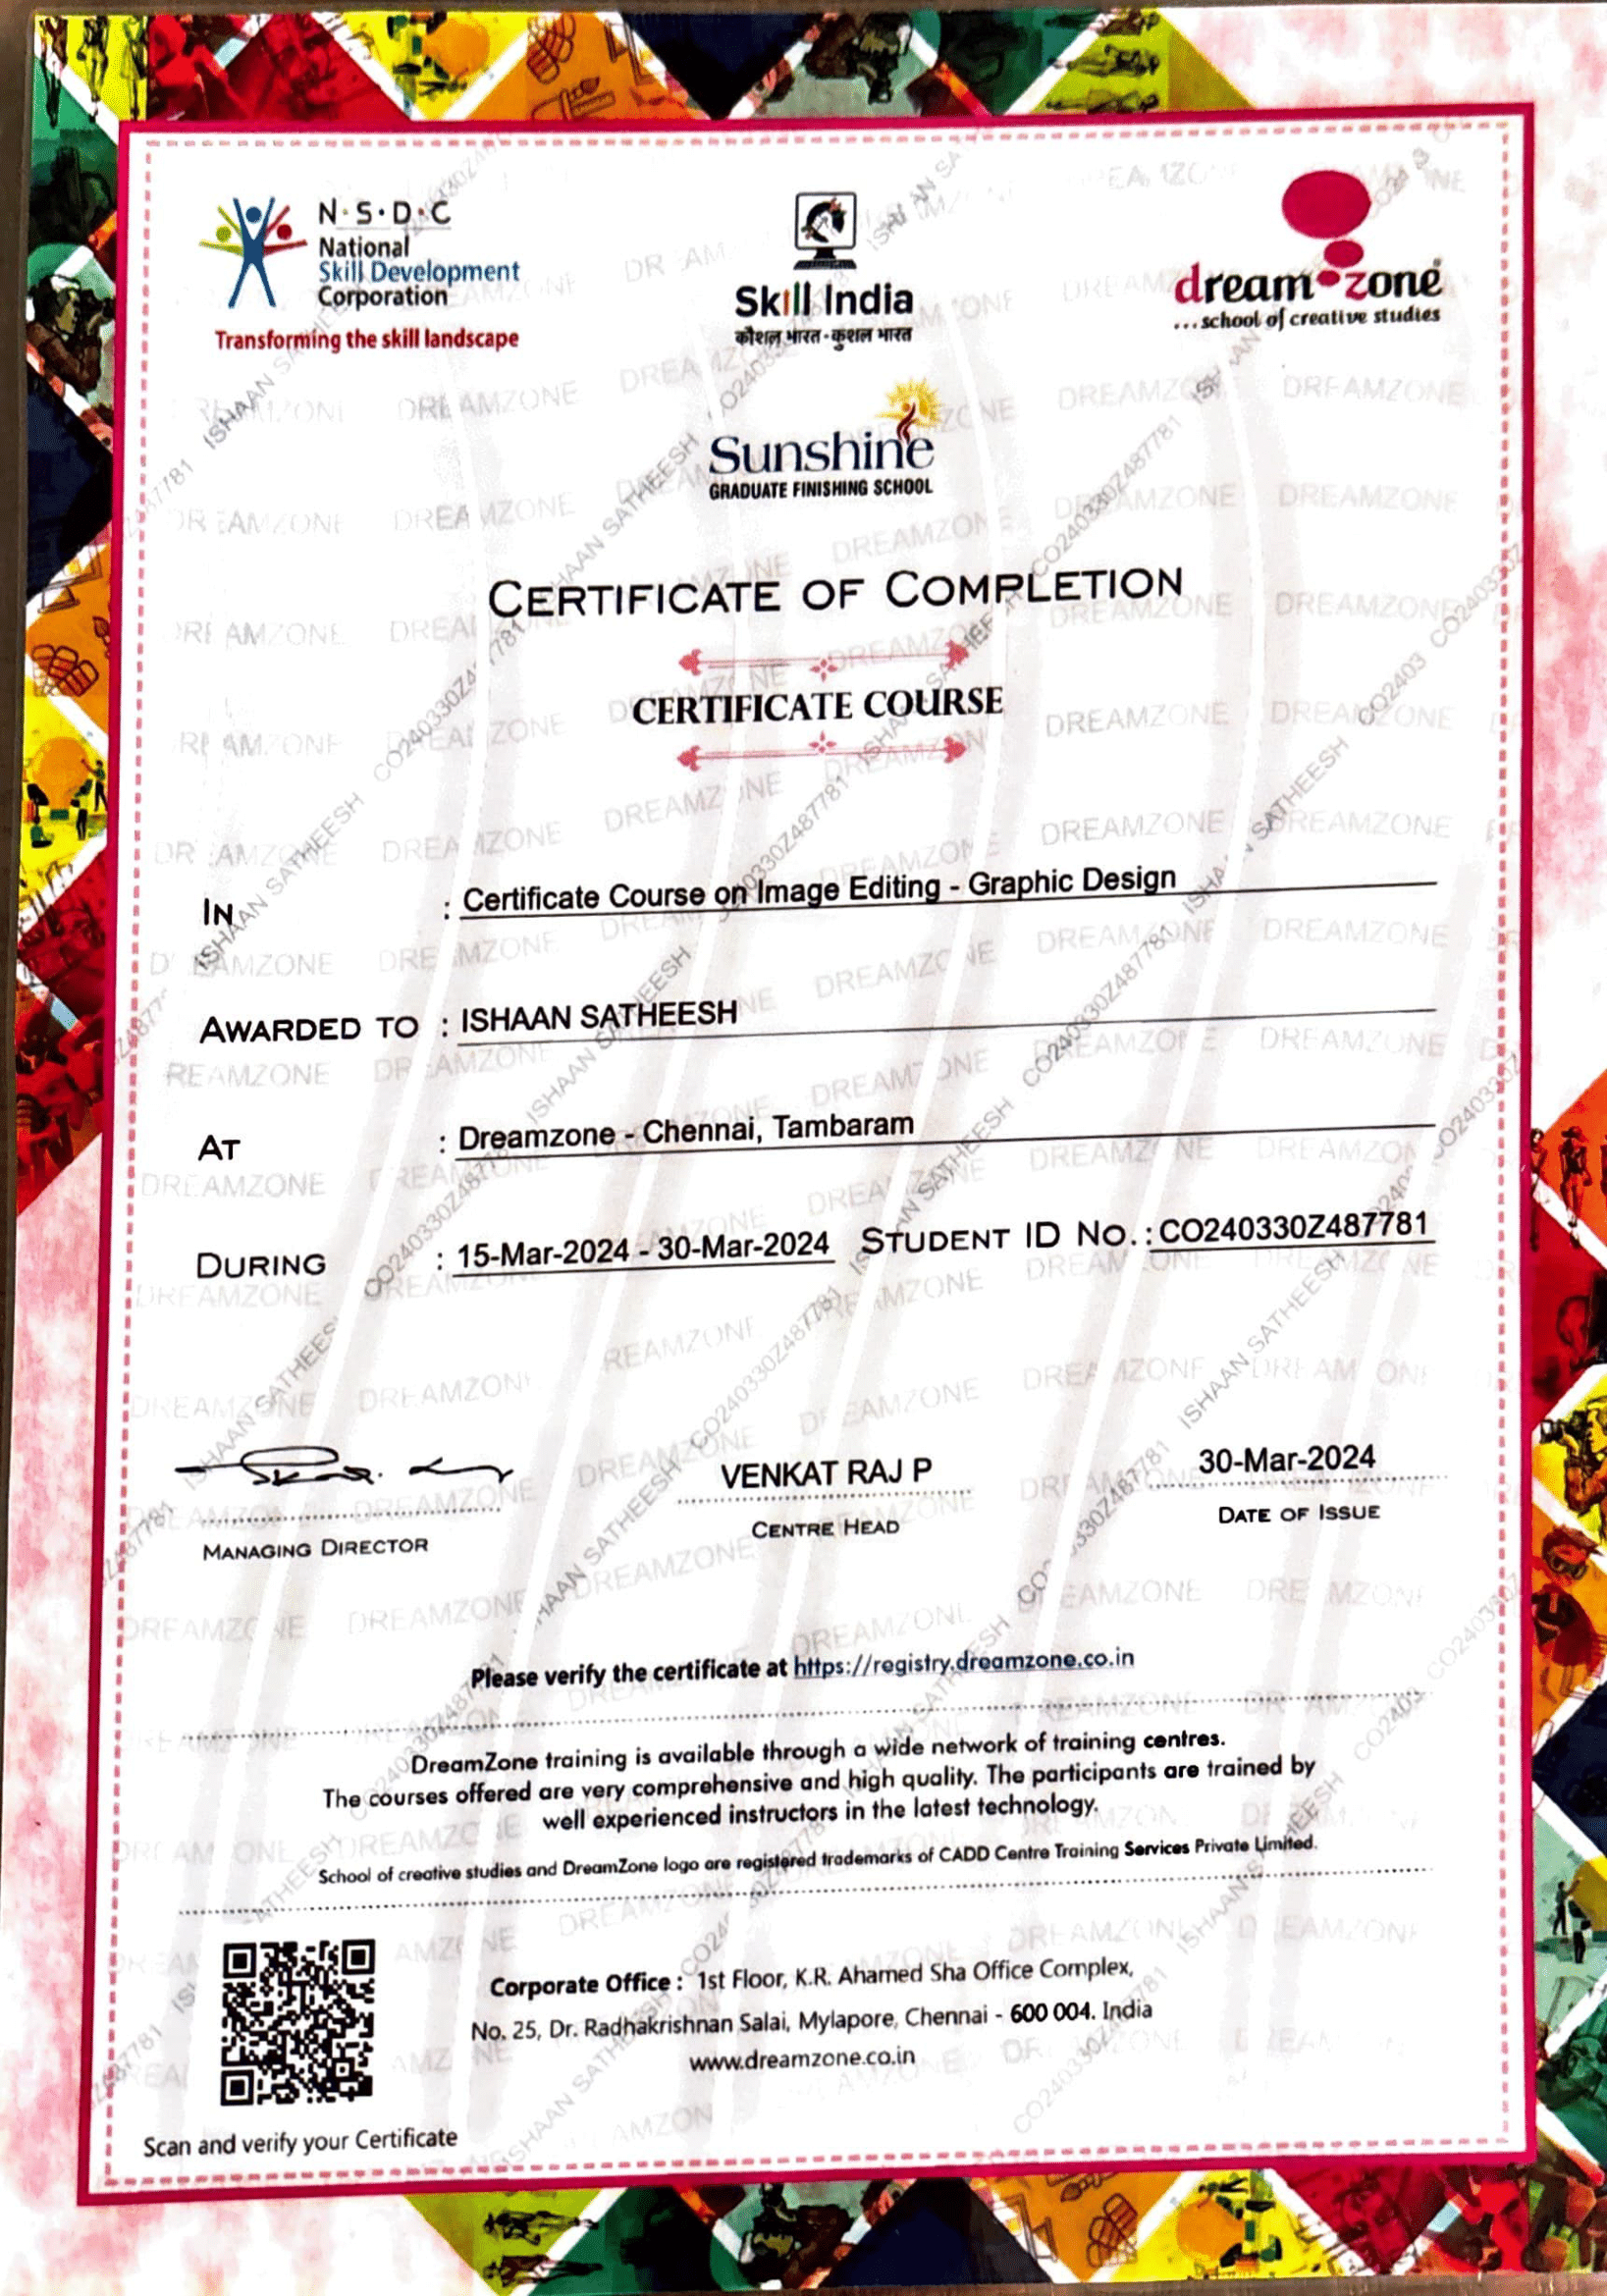 N·S·D·C
National
Skill Development
Corporation
Transforming the skill landscape
Skill India
कौशल भारत - कुशल भारत
dream zone
...school of creative studies
Sunshine
GRADUATE FINISHING SCHOOL
CERTIFICATE OF COMPLETION
CERTIFICATE COURSE
IN : Certificate Course on Image Editing - Graphic Design
AWARDED TO : ISHAAN SATHEESH
AT : Dreamzone - Chennai, Tambaram
DURING : 15-Mar-2024 - 30-Mar-2024 STUDENT ID NO. : CO240330Z487781
VENKAT RAJ P
30-Mar-2024
MANAGING DIRECTOR
CENTRE HEAD
DATE OF ISSUE
Please verify the certificate at https://registry.dreamzone.co.in
DreamZone training is available through a wide network of training centres.
The courses offered are very comprehensive and high quality. The participants are trained by
well experienced instructors in the latest technology.
School of creative studies and DreamZone logo are registered trademarks of CADD Centre Training Services Private Limited.
Corporate Office : 1st Floor, K.R. Ahamed Sha Office Complex,
No. 25, Dr. Radhakrishnan Salai, Mylapore, Chennai - 600 004. India
www.dreamzone.co.in
Scan and verify your Certificate